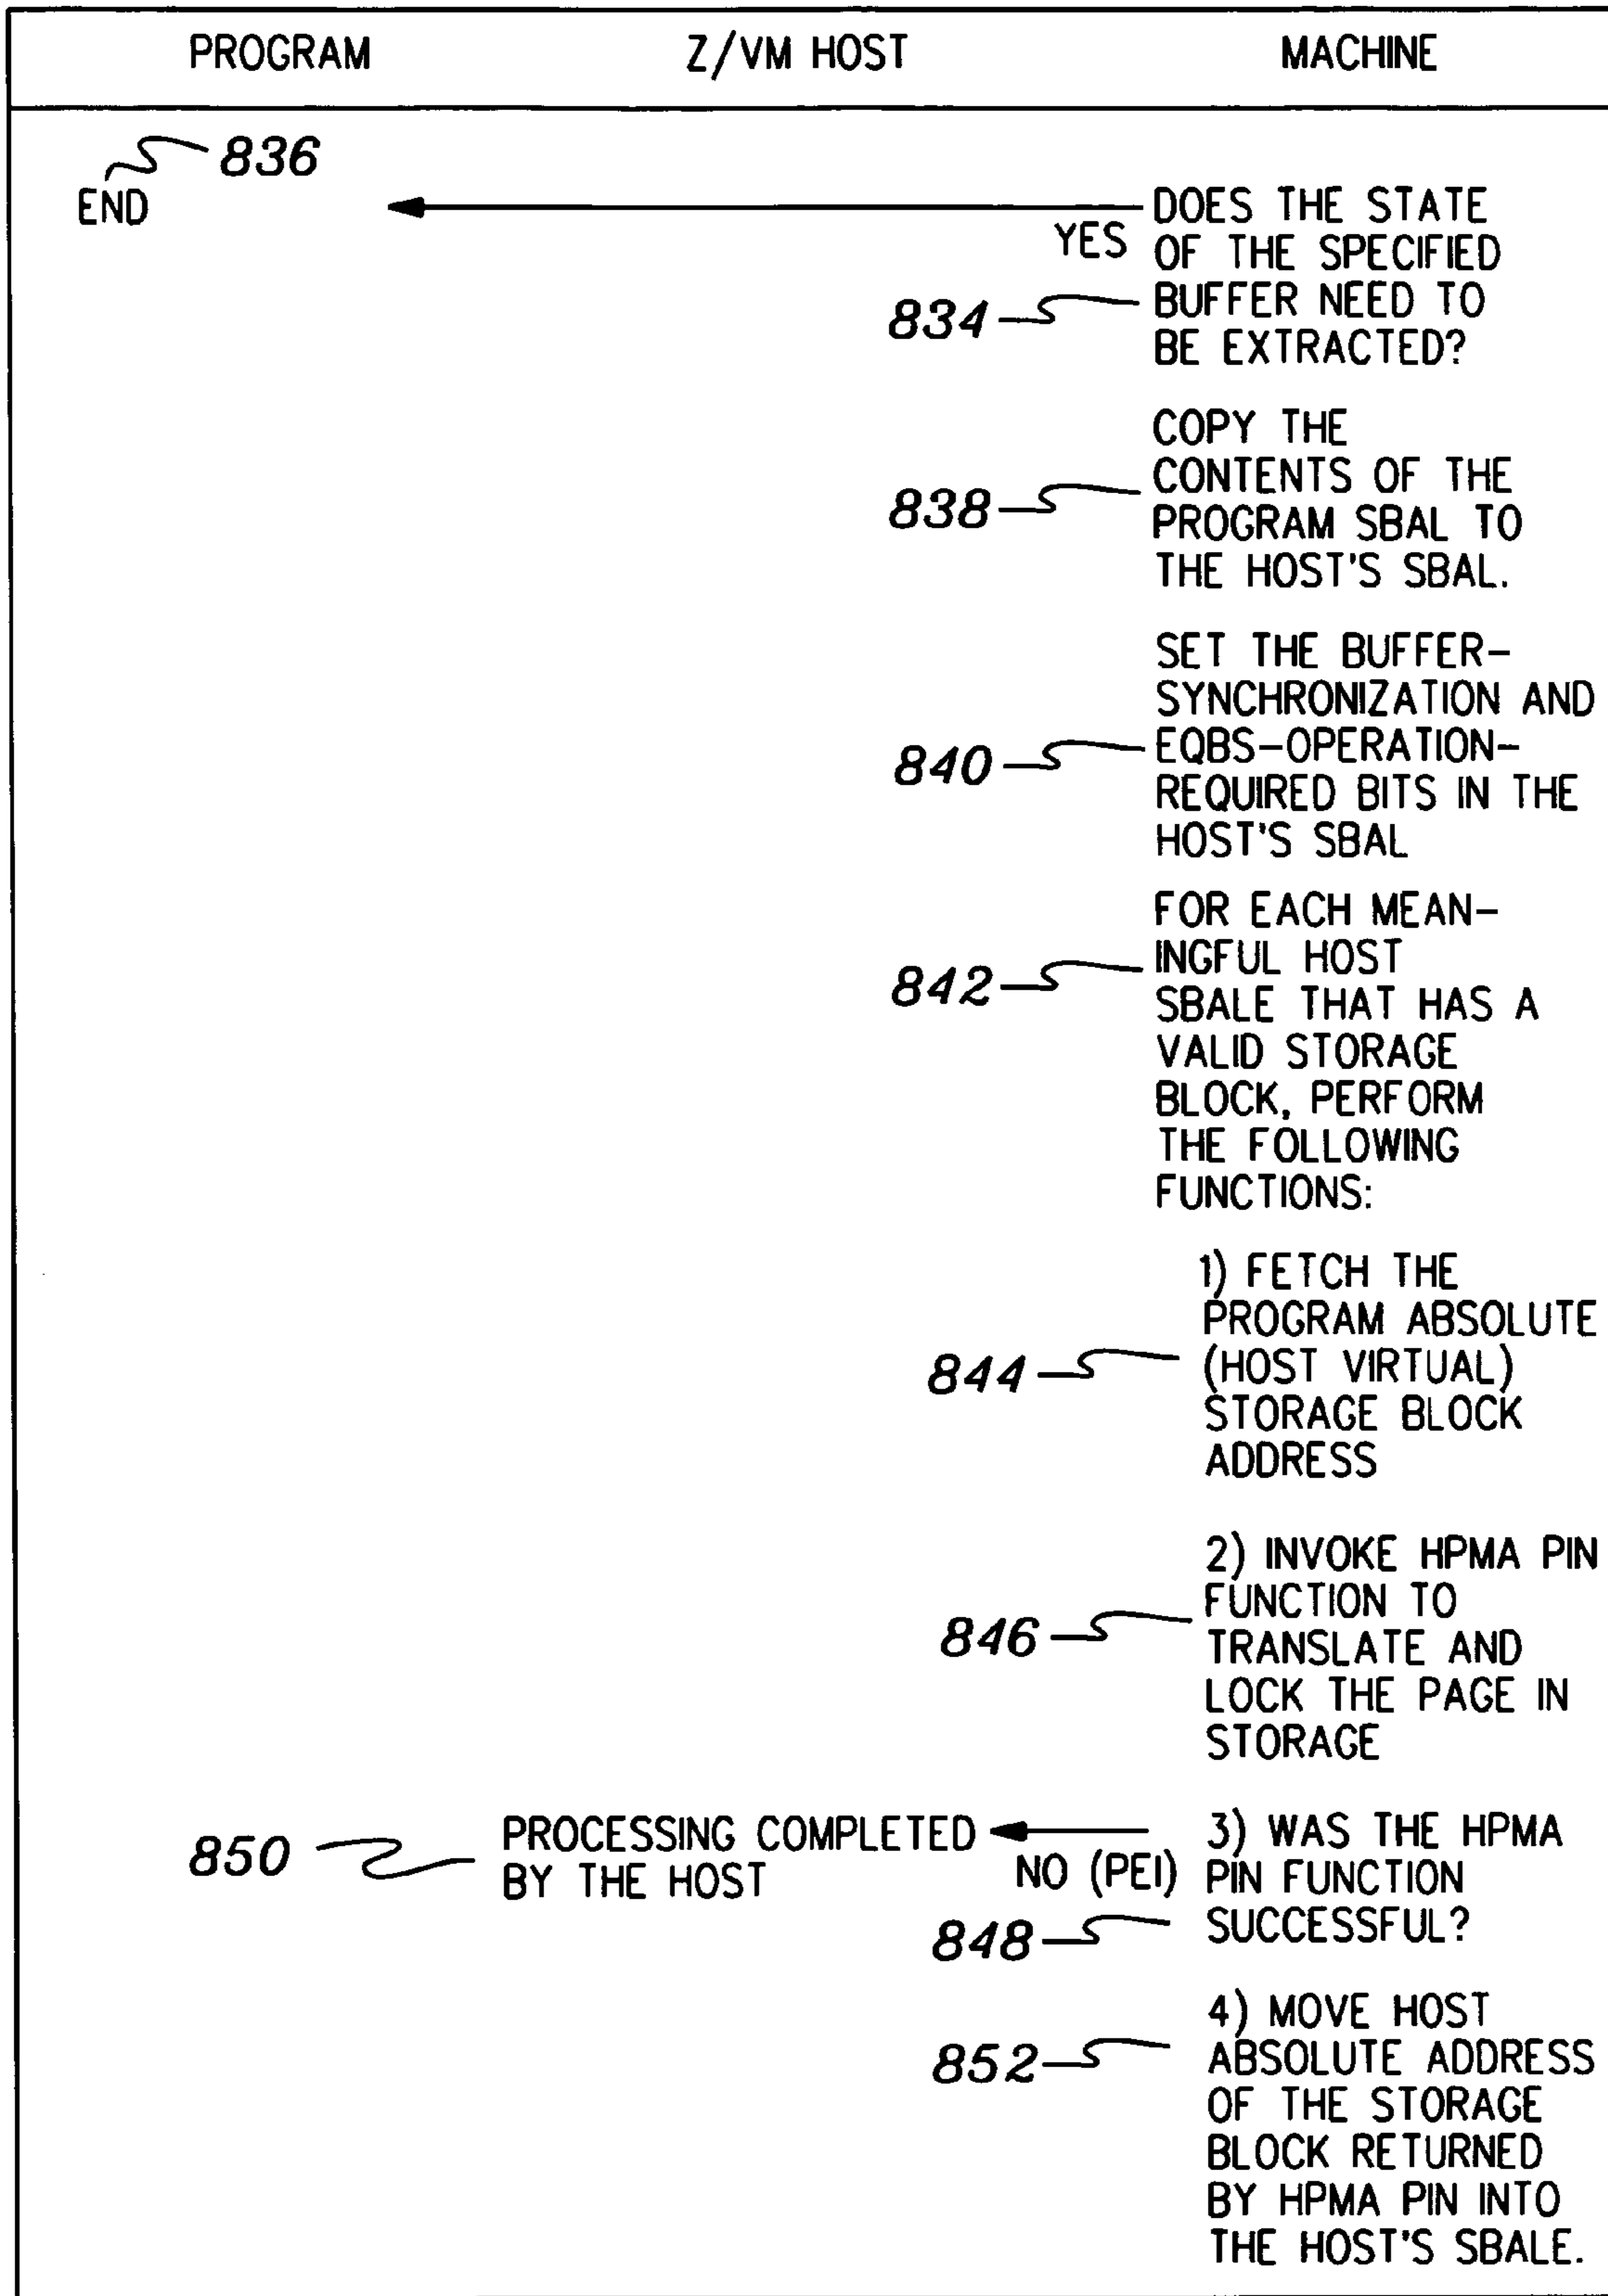 PROGRAM Z/VM HOST MACHINE
836
END
DOES THE STATE
YES OF THE SPECIFIED
834 BUFFER NEED TO
BE EXTRACTED?
COPY THE
CONTENTS OF THE
838 PROGRAM SBAL TO
THE HOST'S SBAL.
SET THE BUFFER-
SYNCHRONIZATION AND
840 EQBS-OPERATION-
REQUIRED BITS IN THE
HOST'S SBAL
FOR EACH MEAN-
INGFUL HOST
842 SBALE THAT HAS A
VALID STORAGE
BLOCK, PERFORM
THE FOLLOWING
FUNCTIONS:
1) FETCH THE
PROGRAM ABSOLUTE
844 (HOST VIRTUAL)
STORAGE BLOCK
ADDRESS
2) INVOKE HPMA PIN
FUNCTION TO
846 TRANSLATE AND
LOCK THE PAGE IN
STORAGE
850 PROCESSING COMPLETED
BY THE HOST
NO (PEI)
3) WAS THE HPMA
PIN FUNCTION
848 SUCCESSFUL?
4) MOVE HOST
852 ABSOLUTE ADDRESS
OF THE STORAGE
BLOCK RETURNED
BY HPMA PIN INTO
THE HOST'S SBALE.